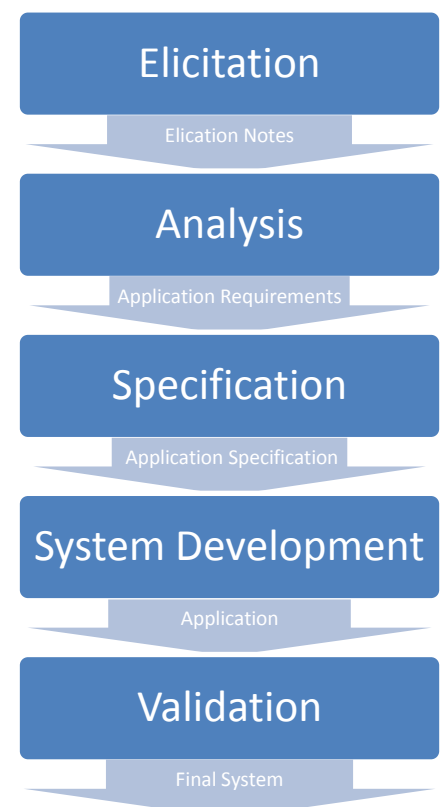 Elicitation
Elication Notes
Analysis
Application Requirements
Specification
Application Specification
System Development
Application
Validation
Final System